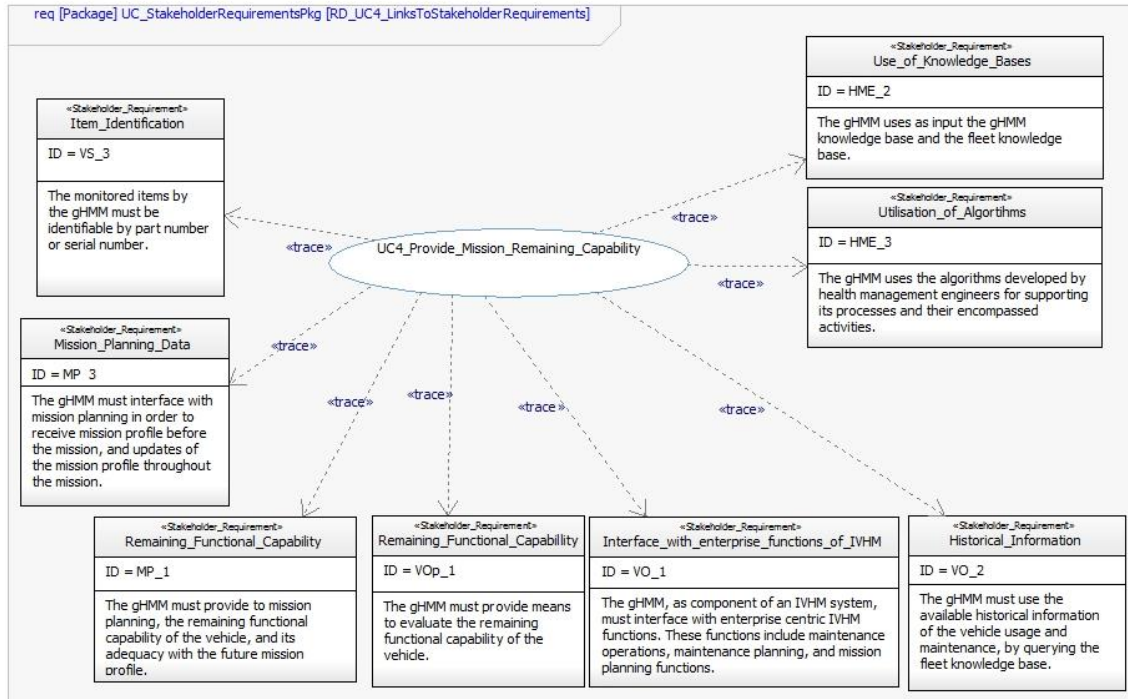 req [Package] UC_StakeholderRequirementsPkg [RD_UC4_LinksToStakeholderRequirements]
«Stakeholder_Requirement»
Use_of_Knowledge_Bases
ID = HME_2
The gHMM uses as input the gHMM
knowledge base and the fleet knowledge
base.
«Stakeholder_Requirement»
Item_Identification
ID = VS_3
The monitored items by
the gHMM must be
identifiable by part number
or serial number.
«Stakeholder_Requirement»
Utilisation_of_Algortihms
ID = HME_3
The gHMM uses the algorithms developed by
health management engineers for supporting
its processes and their encompassed
activities.
UC4_Provide_Mission_Remaining_Capability
«trace»
«trace»
«trace»
«trace»
«trace»
«trace»
«trace»
«trace»
«Stakeholder_Requirement»
Mission_Planning_Data
ID = MP_3
The gHMM must interface with
mission planning in order to
receive mission profile before
the mission, and updates of
the mission profile throughout
the mission.
«Stakeholder_Requirement»
Remaining_Functional_Capability
ID = MP_1
The gHMM must provide to mission
planning, the remaining functional
capability of the vehicle, and its
adequacy with the future mission
profile.
«Stakeholder_Requirement»
Remaining_Functional_Capabillity
ID = VOp_1
The gHMM must provide means
to evaluate the remaining
functional capability of the
vehicle.
«Stakeholder_Requirement»
Interface_with_enterprise_functions_of_IVHM
ID = VO_1
The gHMM, as component of an IVHM system,
must interface with enterprise centric IVHM
functions. These functions include maintenance
operations, maintenance planning, and mission
planning functions.
«Stakeholder_Requirement»
Historical_Information
ID = VO_2
The gHMM must use the
available historical information
of the vehicle usage and
maintenance, by querying the
fleet knowledge base.